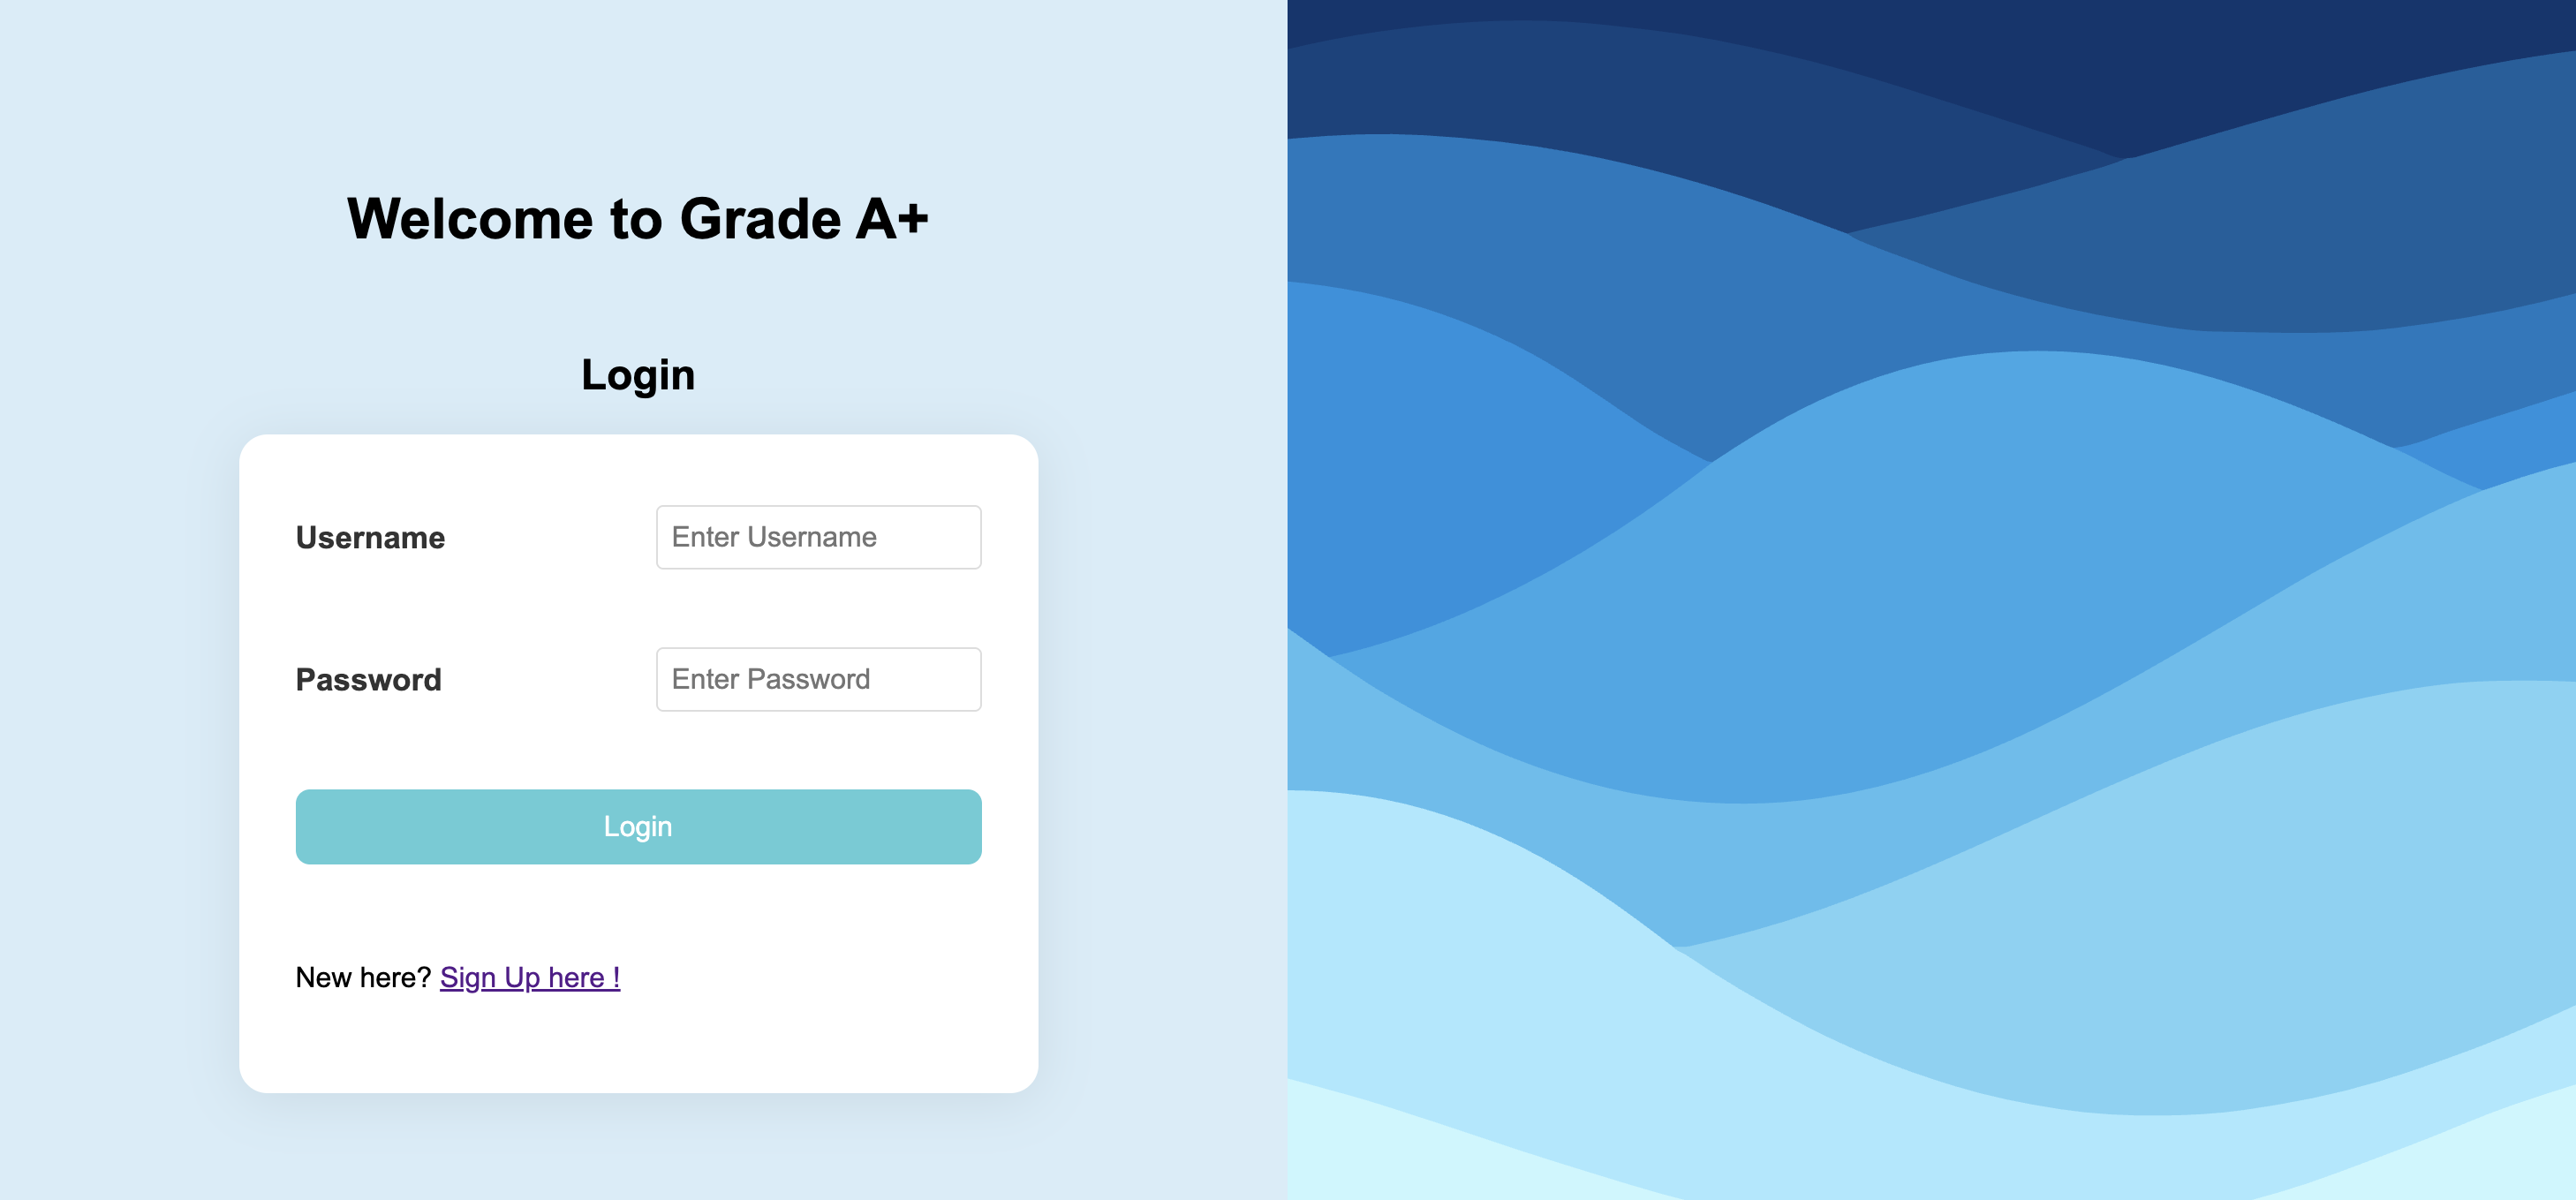 Welcome to Grade A+
Login
Username
Enter Username
Password
Enter Password
Login
New here? Sign Up here !